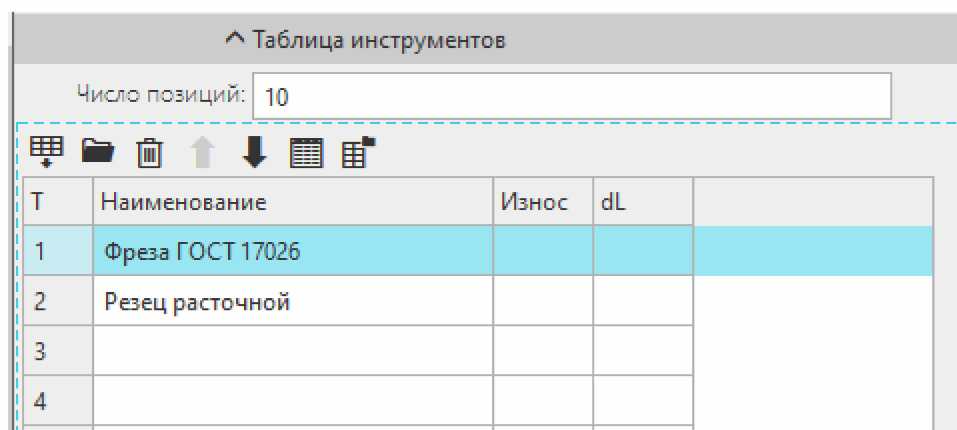 Таблица инструментов
Число позиций: 10
T Наименование Износ dL
1 Фреза ГОСТ 17026
2 Резец расточной
3
4